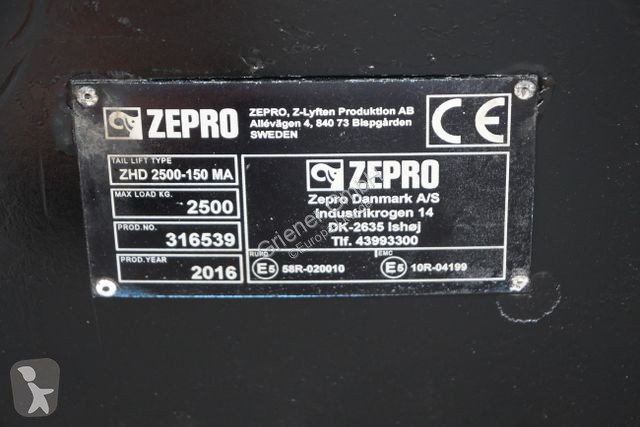 ZEPRO
ZEPRO, Z-Lyften Produktion AB
Allévägen 4, 840 73 Bispgården
SWEDEN
CE
TAIL LIFT TYPE
ZHD 2500-150 MA
MAX LOAD KG.
2500
PROD.NO.
316539
PROD.YEAR
2016
ZEPRO
Zepro Danmark A/S
Industrikrogen 14
DK-2635 Ishøj
Tlf. 43993300
RUPD
E5 58R-020010
EMC
E5 10R-04199